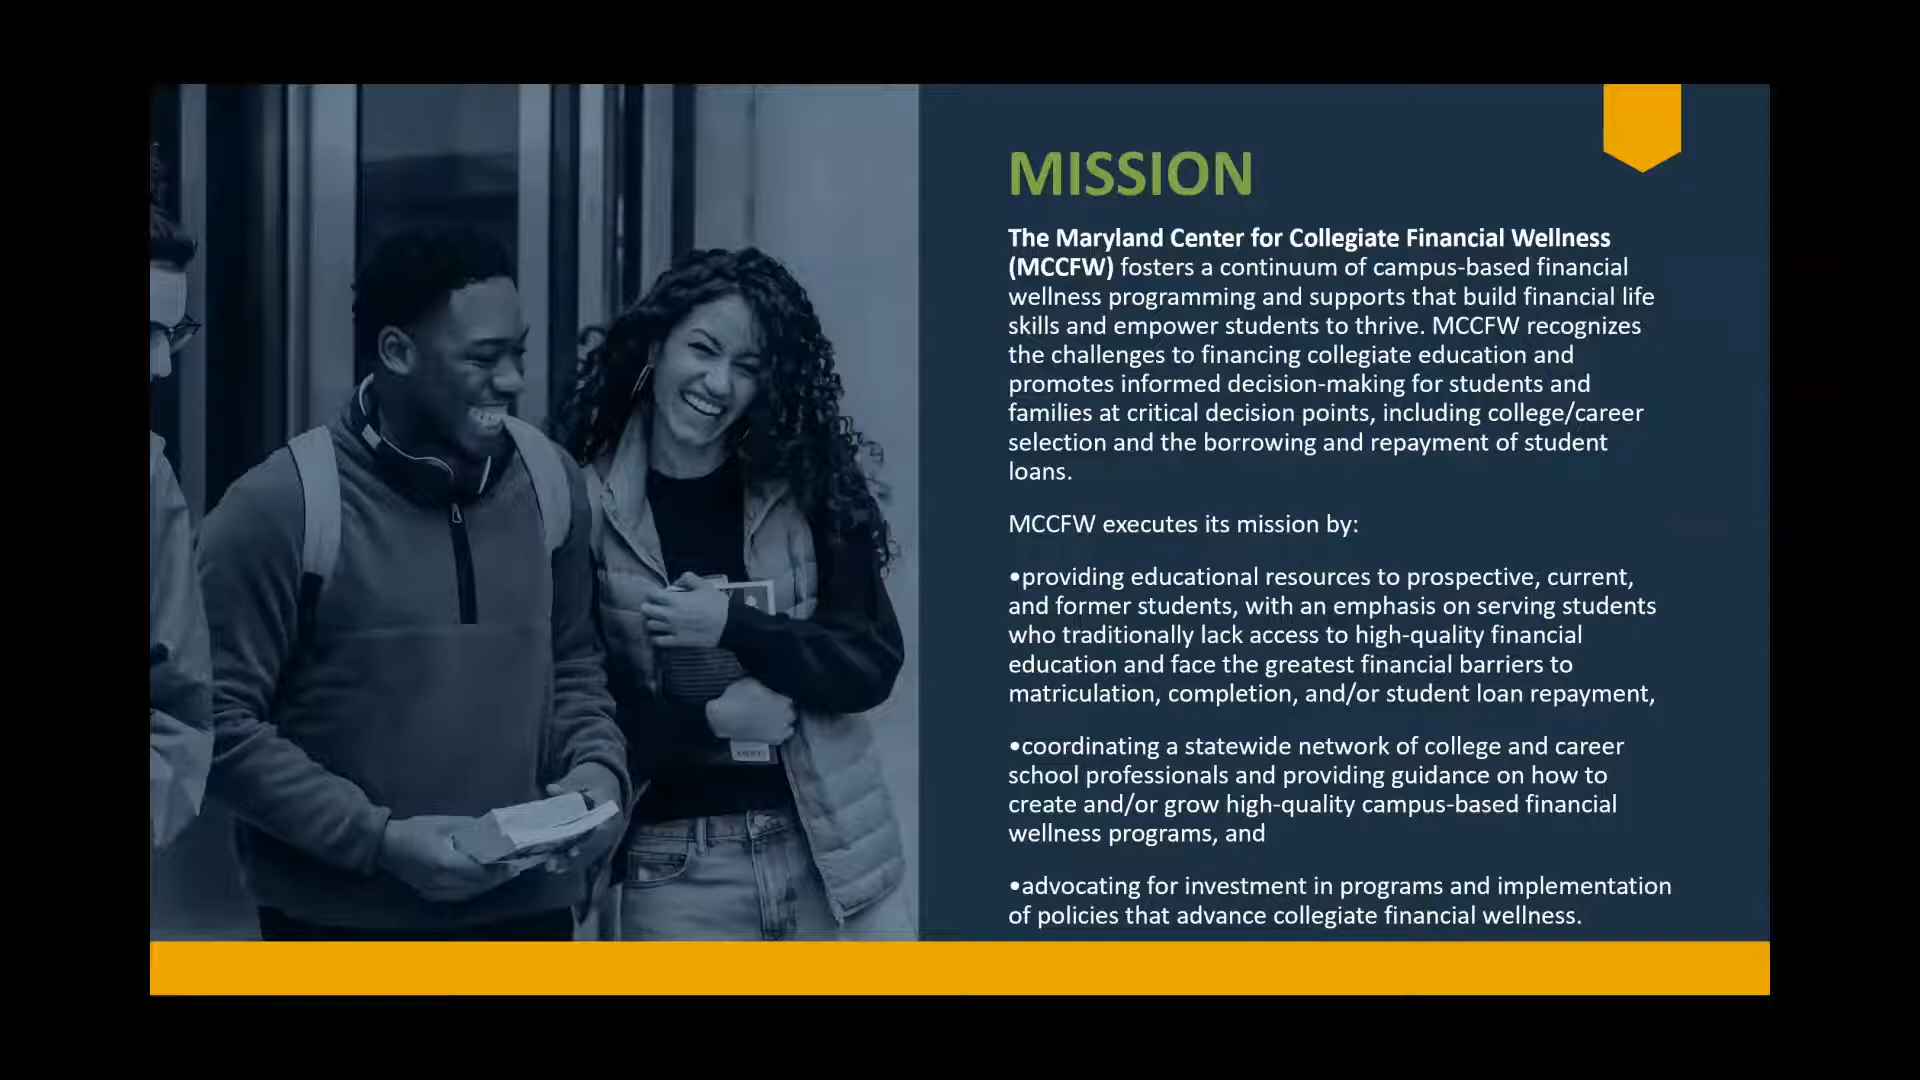 MISSION
The Maryland Center for Collegiate Financial Wellness
(MCCFW) fosters a continuum of campus-based financial
wellness programming and supports that build financial life
skills and empower students to thrive. MCCFW recognizes
the challenges to financing collegiate education and
promotes informed decision-making for students and
families at critical decision points, including college/career
selection and the borrowing and repayment of student
loans.
MCCFW executes its mission by:
•providing educational resources to prospective, current,
and former students, with an emphasis on serving students
who traditionally lack access to high-quality financial
education and face the greatest financial barriers to
matriculation, completion, and/or student loan repayment,
•coordinating a statewide network of college and career
school professionals and providing guidance on how to
create and/or grow high-quality campus-based financial
wellness programs, and
•advocating for investment in programs and implementation
of policies that advance collegiate financial wellness.